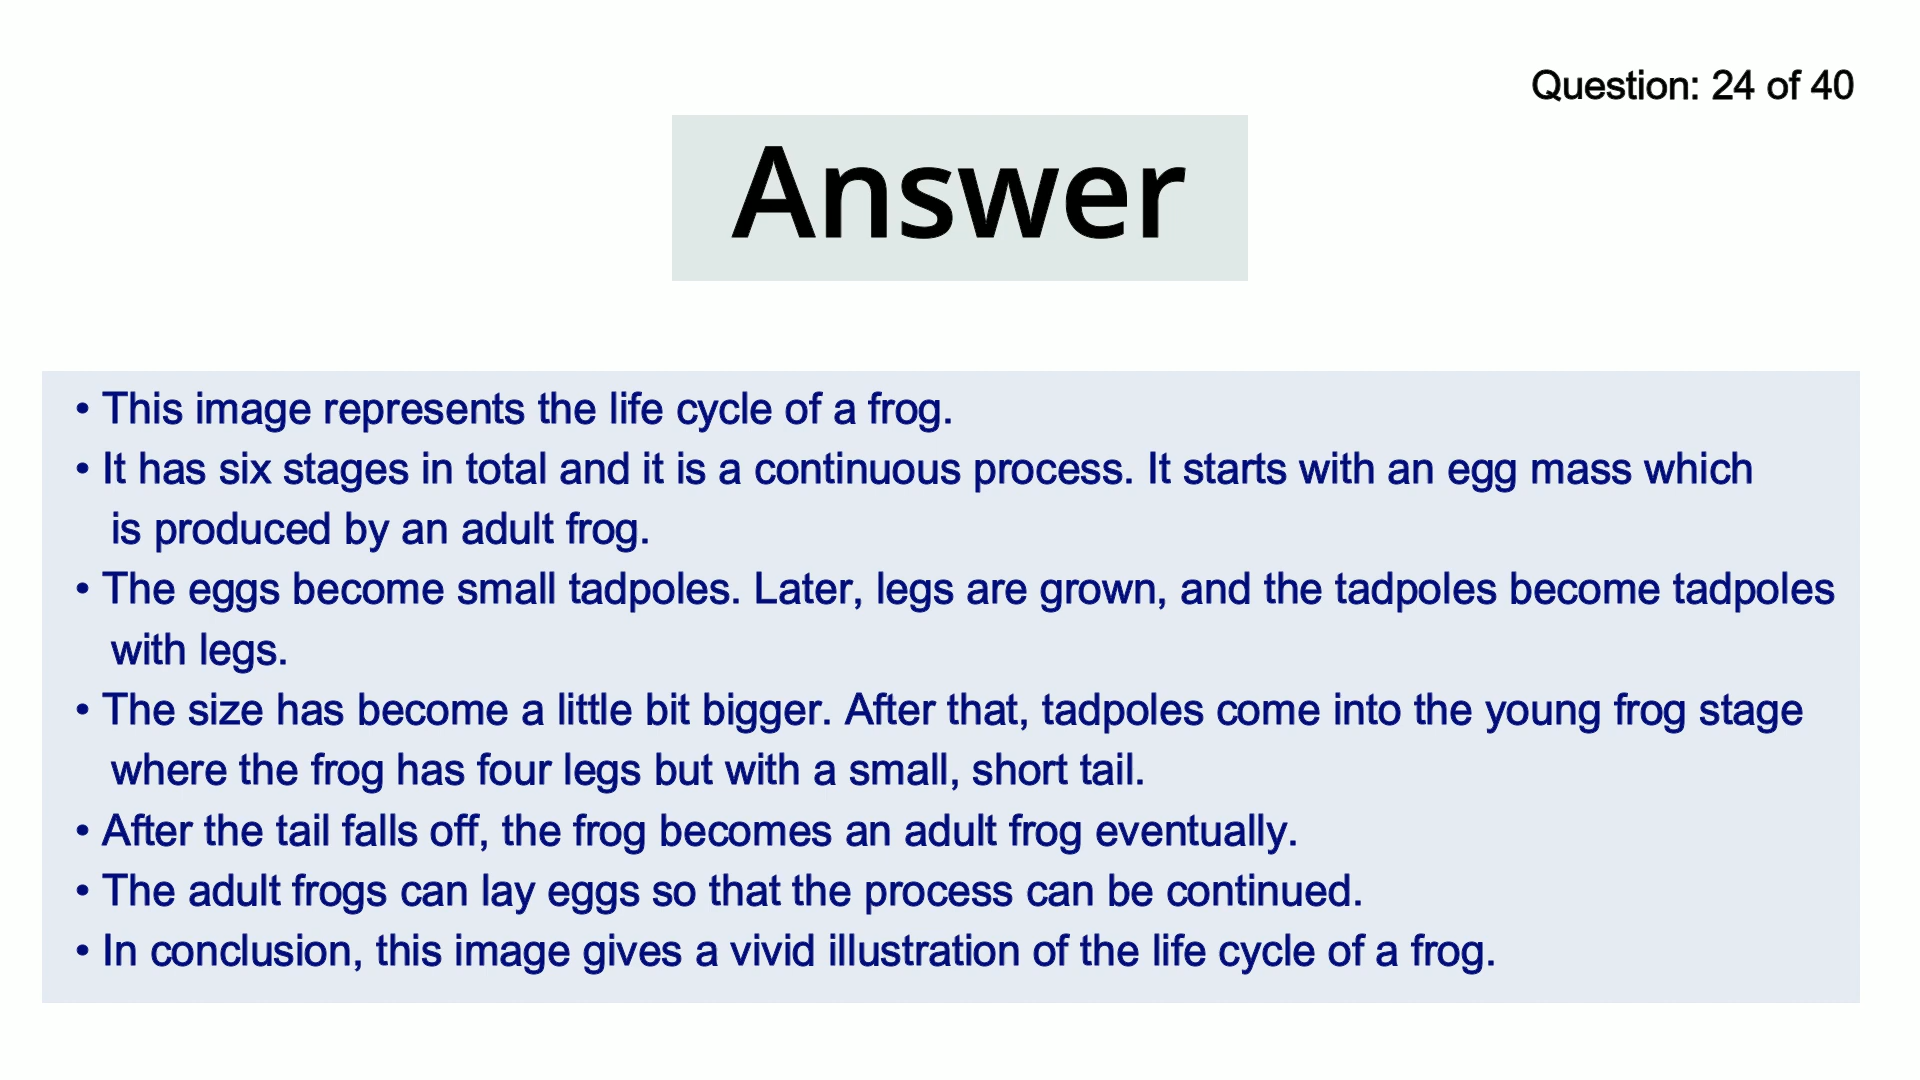 Question: 24 of 40
Answer
• This image represents the life cycle of a frog.
• It has six stages in total and it is a continuous process. It starts with an egg mass which
is produced by an adult frog.
• The eggs become small tadpoles. Later, legs are grown, and the tadpoles become tadpoles
with legs.
• The size has become a little bit bigger. After that, tadpoles come into the young frog stage
where the frog has four legs but with a small, short tail.
• After the tail falls off, the frog becomes an adult frog eventually.
• The adult frogs can lay eggs so that the process can be continued.
• In conclusion, this image gives a vivid illustration of the life cycle of a frog.